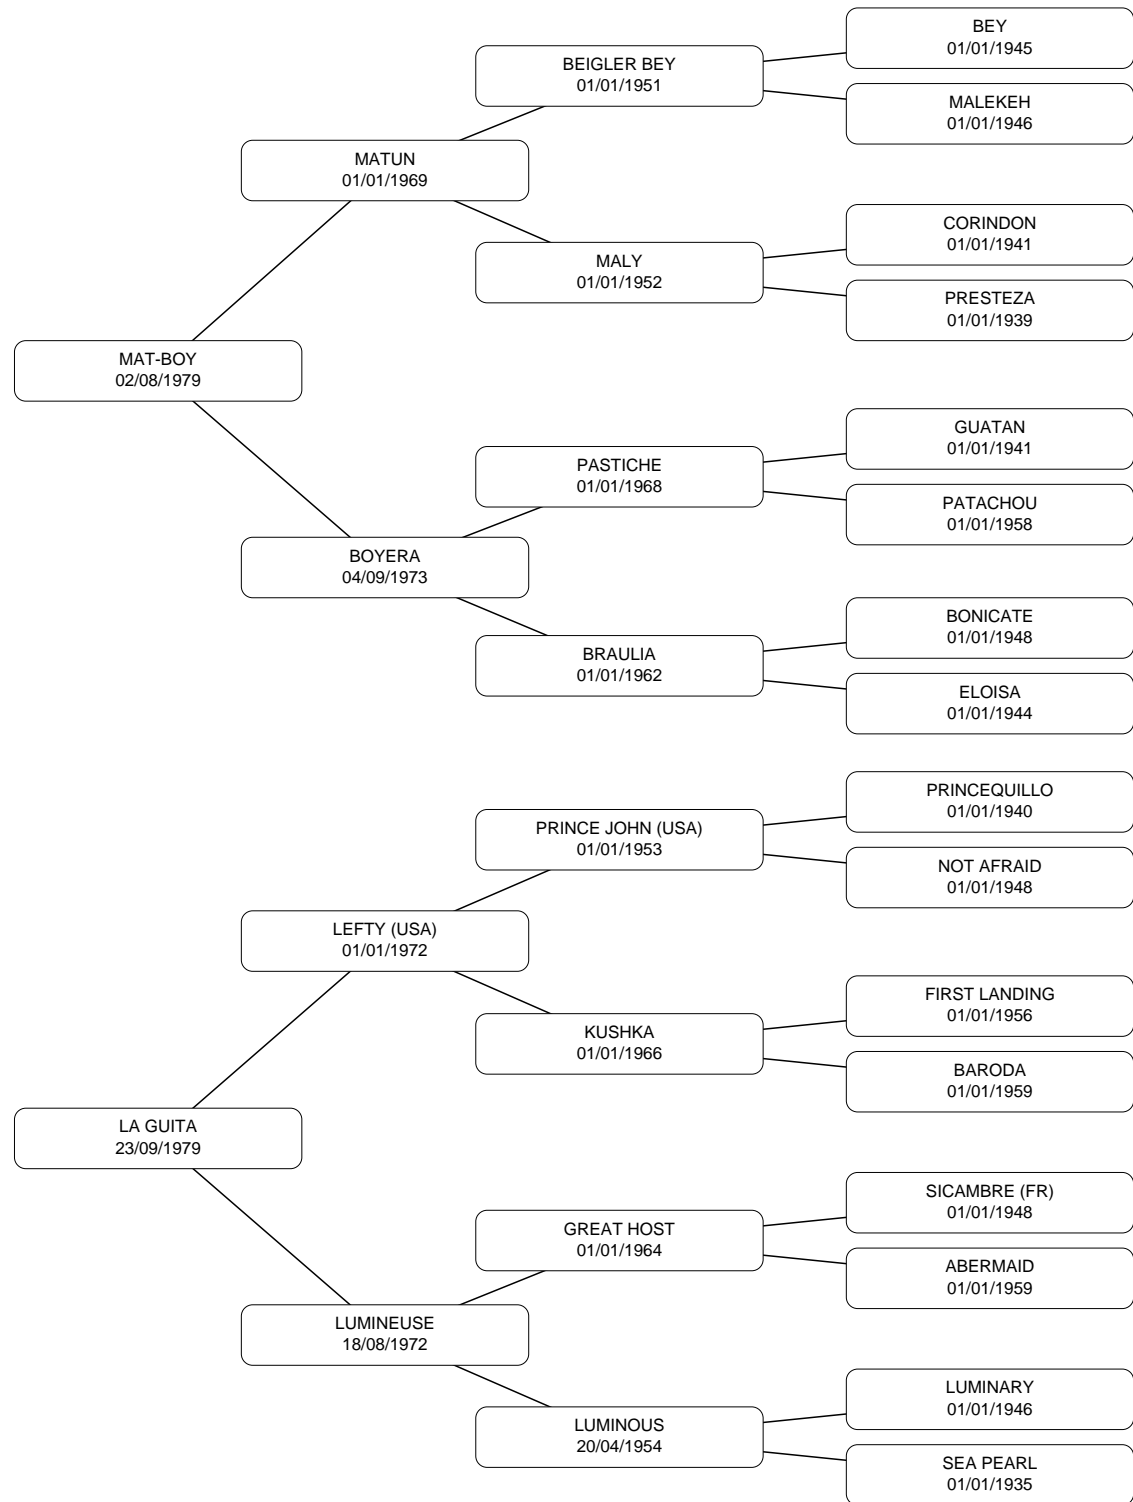 BEY
01/01/1945
BEIGLER BEY
01/01/1951
MALEKEH
01/01/1946
MATUN
01/01/1969
CORINDON
01/01/1941
MALY
01/01/1952
PRESTEZA
01/01/1939
MAT-BOY
02/08/1979
GUATAN
01/01/1941
PASTICHE
01/01/1968
PATACHOU
01/01/1958
BOYERA
04/09/1973
BONICATE
01/01/1948
BRAULIA
01/01/1962
ELOISA
01/01/1944
PRINCEQUILLO
01/01/1940
PRINCE JOHN (USA)
01/01/1953
NOT AFRAID
01/01/1948
LEFTY (USA)
01/01/1972
FIRST LANDING
01/01/1956
KUSHKA
01/01/1966
BARODA
01/01/1959
LA GUITA
23/09/1979
SICAMBRE (FR)
01/01/1948
GREAT HOST
01/01/1964
ABERMAID
01/01/1959
LUMINEUSE
18/08/1972
LUMINARY
01/01/1946
LUMINOUS
20/04/1954
SEA PEARL
01/01/1935